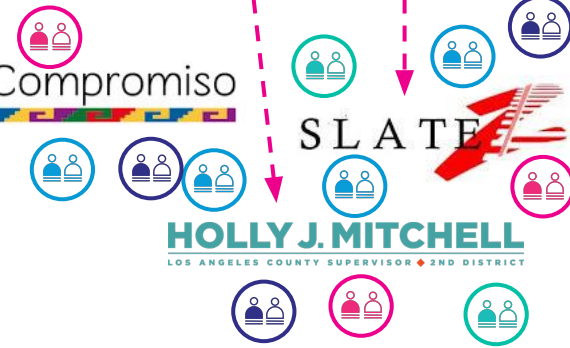 Compromiso
SLATE Z
HOLLY J. MITCHELL
LOS ANGELES COUNTY SUPERVISOR ◆ 2ND DISTRICT